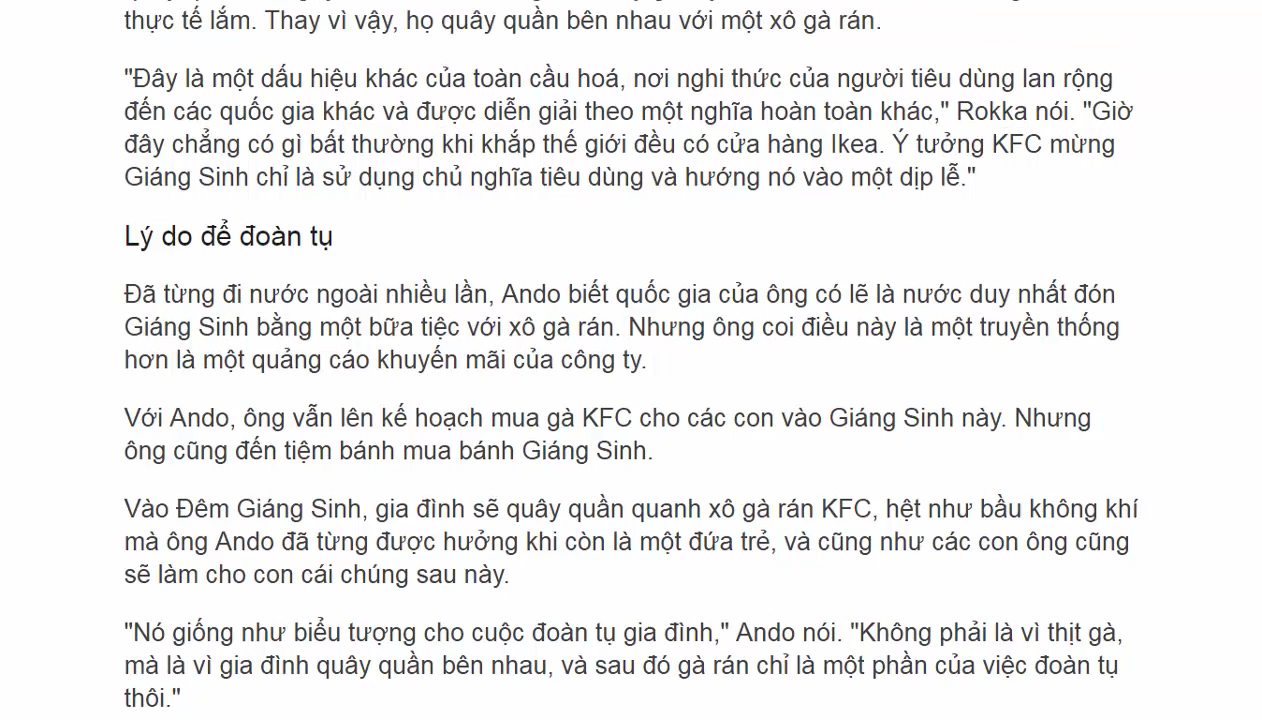 thực tế lắm. Thay vì vậy, họ quây quần bên nhau với một xô gà rán.
"Đây là một dấu hiệu khác của toàn cầu hoá, nơi nghi thức của người tiêu dùng lan rộng
đến các quốc gia khác và được diễn giải theo một nghĩa hoàn toàn khác," Rokka nói. "Giờ
đây chẳng có gì bất thường khi khắp thế giới đều có cửa hàng Ikea. Ý tưởng KFC mừng
Giáng Sinh chỉ là sử dụng chủ nghĩa tiêu dùng và hướng nó vào một dịp lễ."
Lý do để đoàn tụ
Đã từng đi nước ngoài nhiều lần, Ando biết quốc gia của ông có lẽ là nước duy nhất đón
Giáng Sinh bằng một bữa tiệc với xô gà rán. Nhưng ông coi điều này là một truyền thống
hơn là một quảng cáo khuyến mãi của công ty.
Với Ando, ông vẫn lên kế hoạch mua gà KFC cho các con vào Giáng Sinh này. Nhưng
ông cũng đến tiệm bánh mua bánh Giáng Sinh.
Vào Đêm Giáng Sinh, gia đình sẽ quây quần quanh xô gà rán KFC, hệt như bầu không khí
mà ông Ando đã từng được hưởng khi còn là một đứa trẻ, và cũng như các con ông cũng
sẽ làm cho con cái chúng sau này.
"Nó giống như biểu tượng cho cuộc đoàn tụ gia đình," Ando nói. "Không phải là vì thịt gà,
mà là vì gia đình quây quần bên nhau, và sau đó gà rán chỉ là một phần của việc đoàn tụ
thôi."